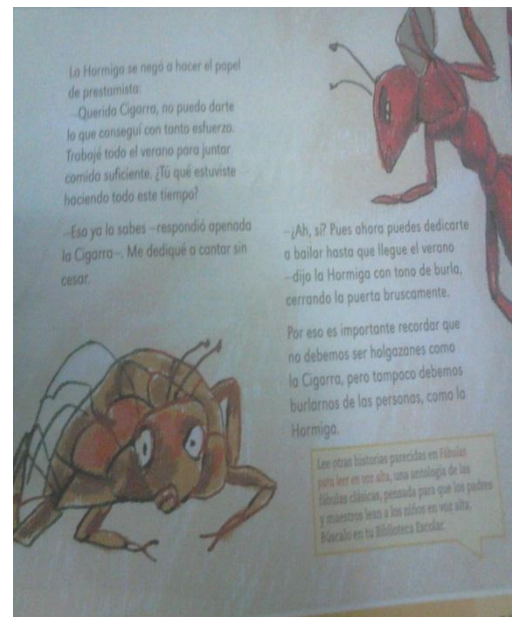 La Hormiga se negó a hacer el papel
de prestamista:
—Querida Cigarra, no puedo darte
lo que conseguí con tanto esfuerzo.
Trabajé todo el verano para juntar
comida suficiente. ¿Tú qué estuviste
haciendo todo este tiempo?
—Eso ya lo sabes —respondió apenada
la Cigarra—. Me dediqué a cantar sin
cesar.
—¿Ah, sí? Pues ahora puedes dedicarte
a bailar hasta que llegue el verano
—dijo la Hormiga con tono de burla,
cerrando la puerta bruscamente.
Por eso es importante recordar que
no debemos ser holgazanes como
la Cigarra, pero tampoco debemos
burlarnos de las personas, como la
Hormiga.
Lee otras historias parecidas en Fábulas
para leer en voz alta, una antología de las
fábulas clásicas, pensada para que los padres
y maestros lean a los niños en voz alta.
Búscalo en tu Biblioteca Escolar.